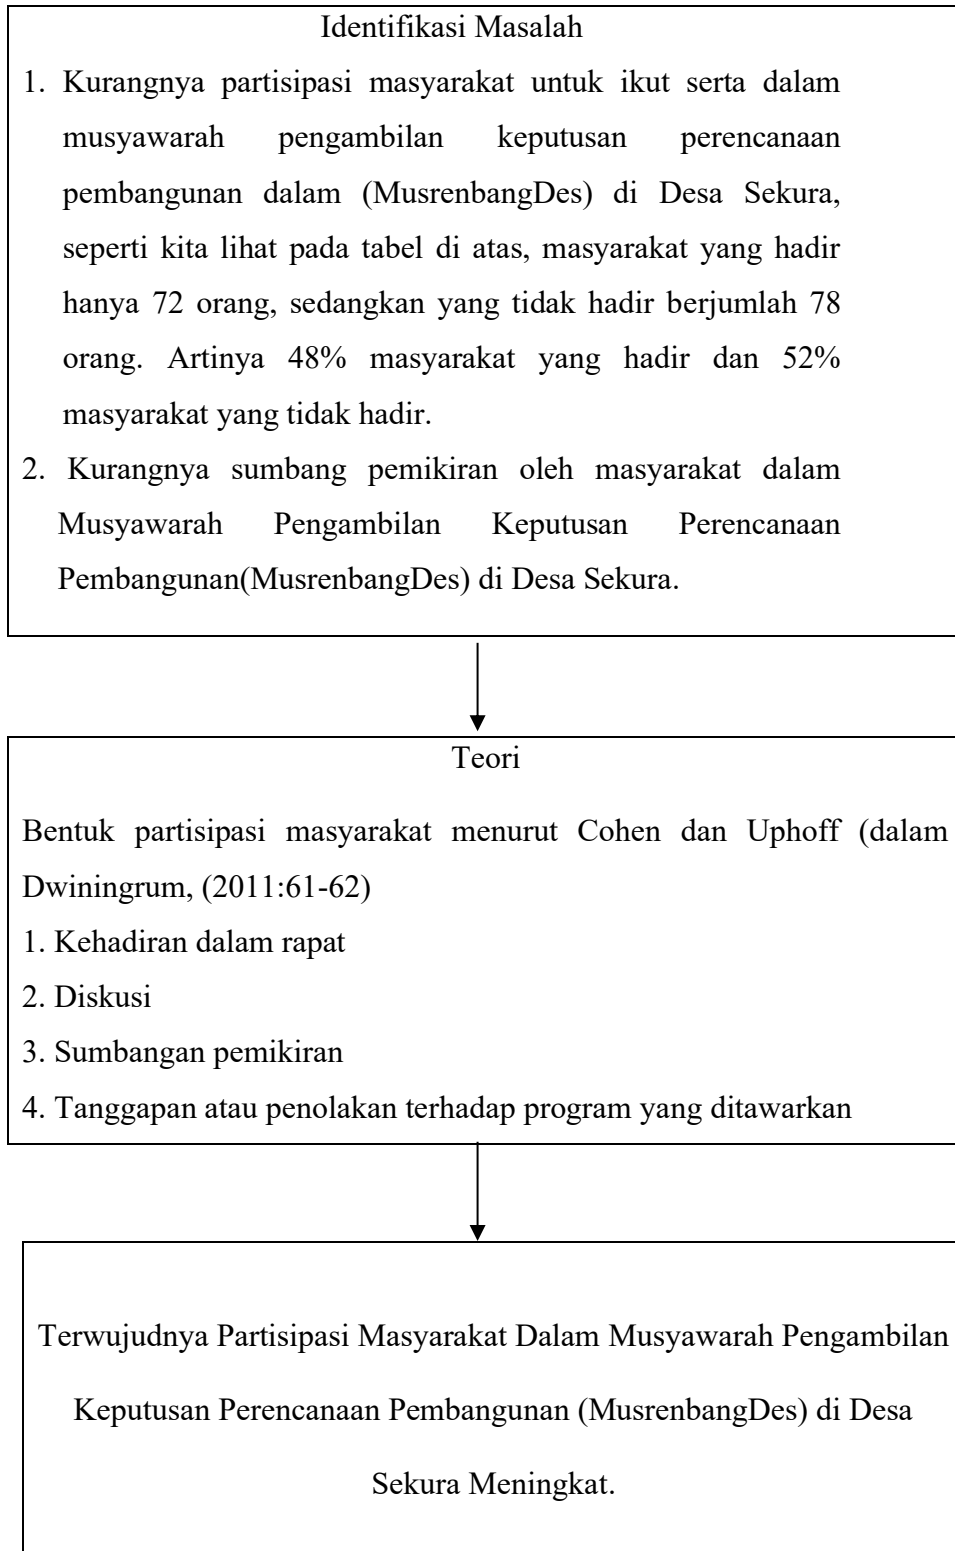 Identifikasi Masalah
1. Kurangnya partisipasi masyarakat untuk ikut serta dalam
musyawarah pengambilan keputusan perencanaan
pembangunan dalam (MusrenbangDes) di Desa Sekura,
seperti kita lihat pada tabel di atas, masyarakat yang hadir
hanya 72 orang, sedangkan yang tidak hadir berjumlah 78
orang. Artinya 48% masyarakat yang hadir dan 52%
masyarakat yang tidak hadir.
2. Kurangnya sumbang pemikiran oleh masyarakat dalam
Musyawarah Pengambilan Keputusan Perencanaan
Pembangunan(MusrenbangDes) di Desa Sekura.
Teori
Bentuk partisipasi masyarakat menurut Cohen dan Uphoff (dalam
Dwiningrum, (2011:61-62)
1. Kehadiran dalam rapat
2. Diskusi
3. Sumbangan pemikiran
4. Tanggapan atau penolakan terhadap program yang ditawarkan
Terwujudnya Partisipasi Masyarakat Dalam Musyawarah Pengambilan
Keputusan Perencanaan Pembangunan (MusrenbangDes) di Desa
Sekura Meningkat.